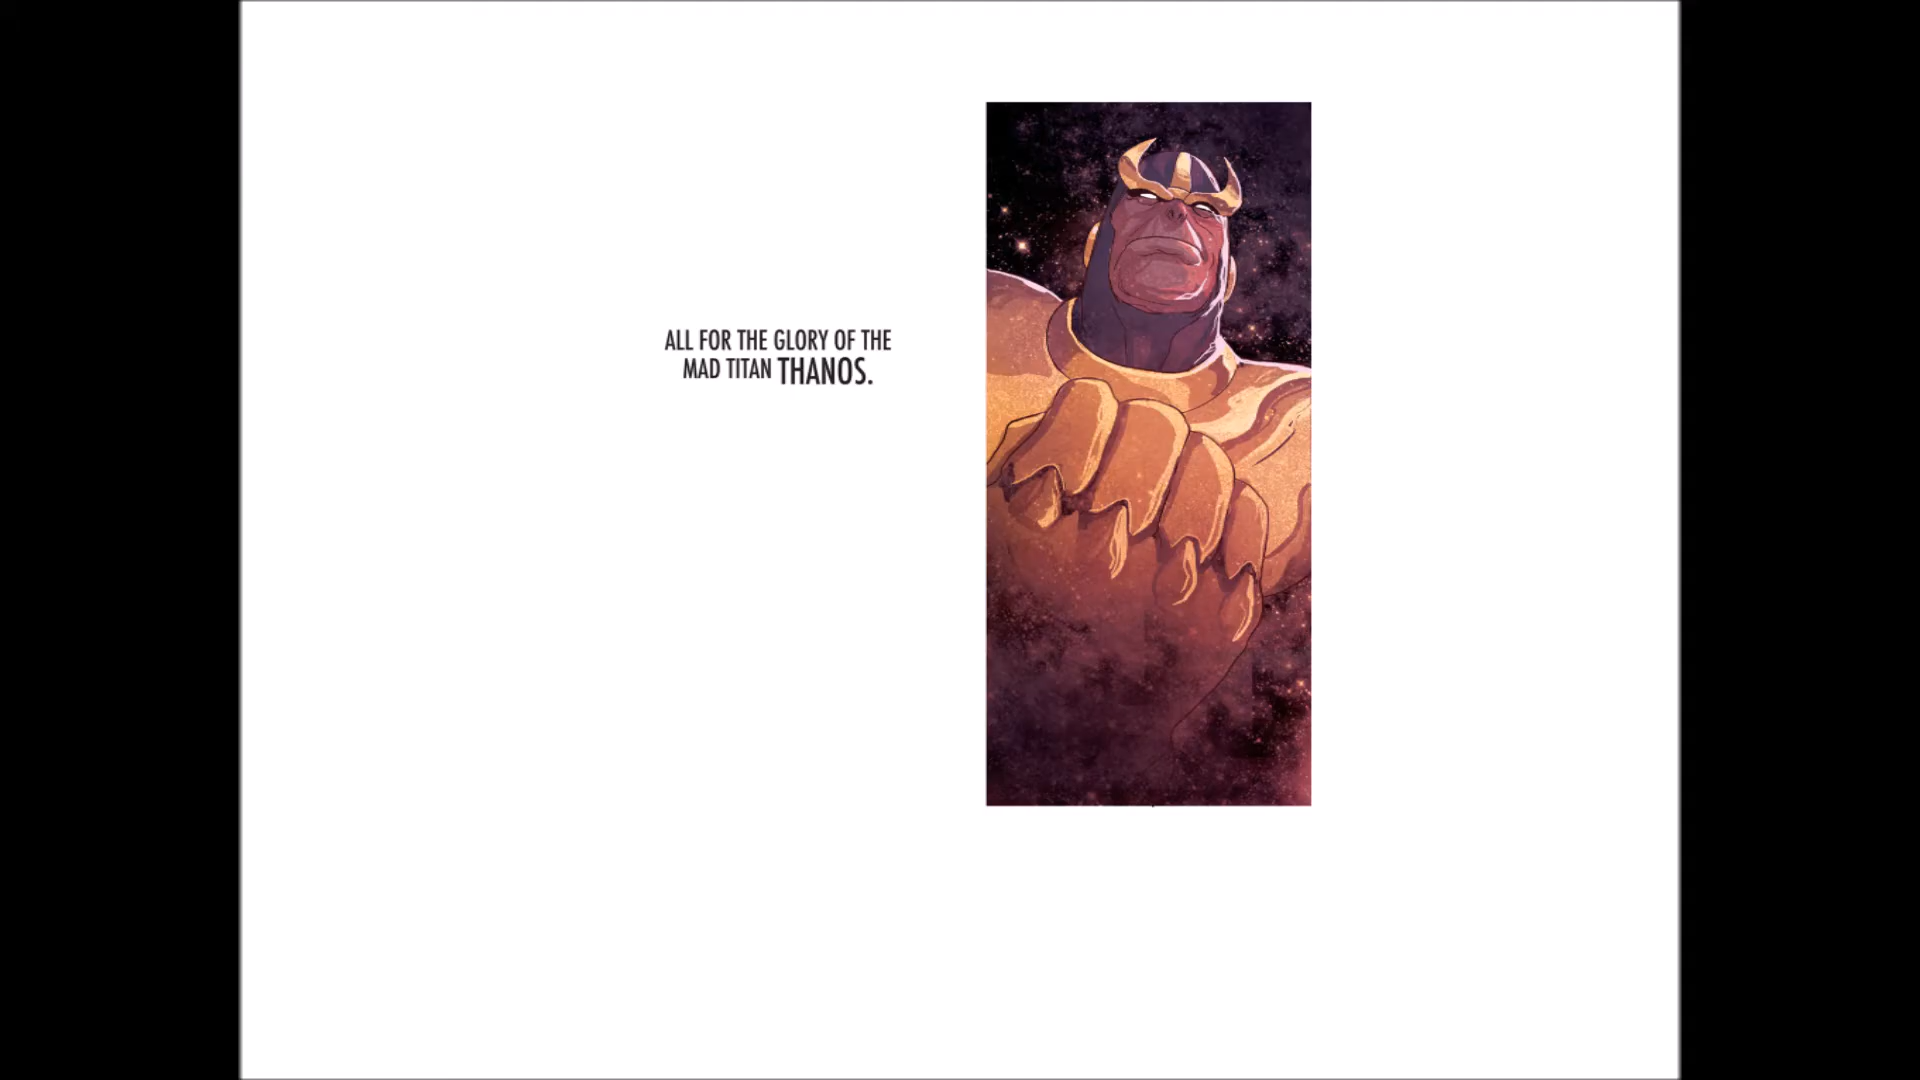 ALL FOR THE GLORY OF THE
MAD TITAN THANOS.